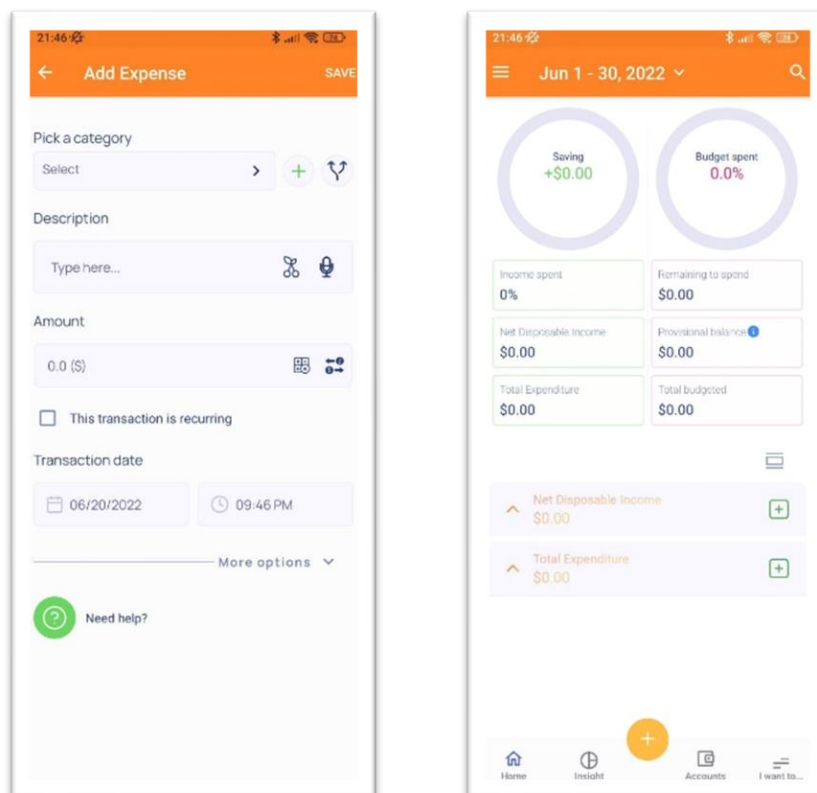 21:46
Add Expense
SAVE
Pick a category
Select
Description
Type here...
Amount
0.0 ($)
This transaction is recurring
Transaction date
06/20/2022 09:46 PM
More options
Need help?
21:46
Jun 1 - 30, 2022
Saving
+$0.00
Budget spent
0.0%
Income spent
0%
Remaining to spend
$0.00
Net Disposable Income
$0.00
Provisional balance
$0.00
Total Expenditure
$0.00
Total budgeted
$0.00
Net Disposable Income
$0.00
Total Expenditure
$0.00
Home Insight Accounts I want to...